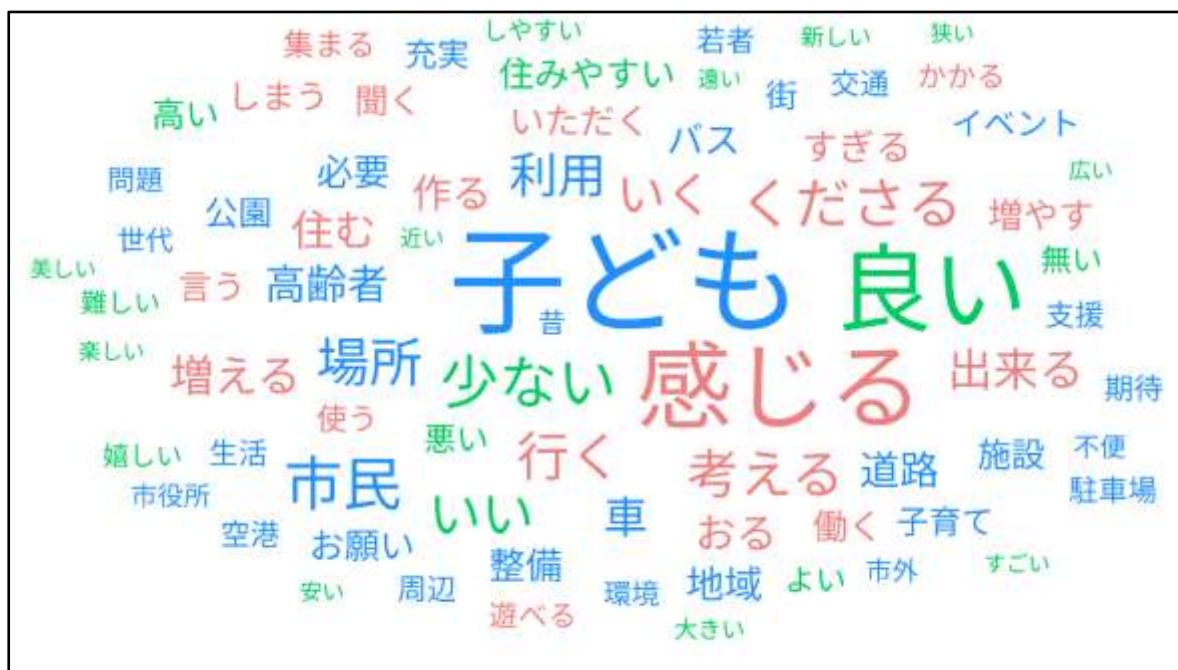 しやすい
集まる 充実 若者 新しい 狭い
住みやすい 遠い 交通 かかる
高い しまう 聞く 街
いただく バス イベント
すぎる
問題 必要 作る 利用 いく くださる 広い
公園 住む 増やす
世代 近い 子ども 良い 無い
美しい 難しい 言う 高齢者 昔 支援
楽しい 増える 場所 少ない 感じる 出来る 期待
使う
嬉しい 生活 悪い 行く 考える 道路 施設 不便
市役所 市民 いい 車 駐車場
空港 お願い おる 働く 子育て
整備 地域 よい 市外 すごい
安い 周辺 遊べる 環境
大きい